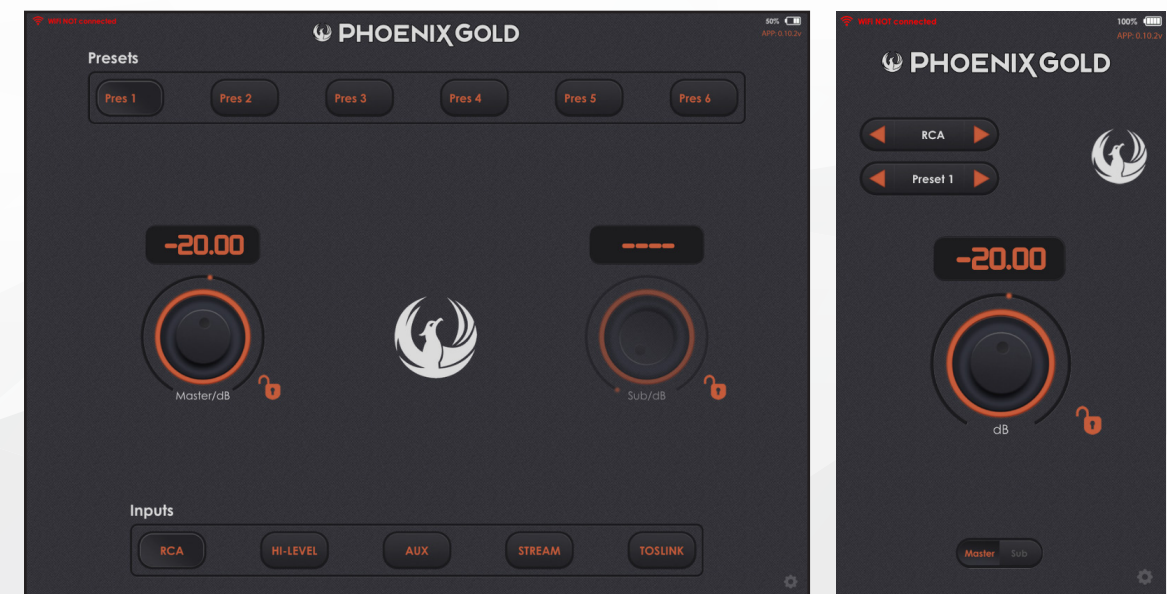 WiFi NOT connected
50%
APP: 0.10.2v
PHOENIX GOLD
Presets
Pres 1 Pres 2 Pres 3 Pres 4 Pres 5 Pres 6
-20.00
----
Master/dB
Sub/dB
Inputs
RCA HI-LEVEL AUX STREAM TOSLINK
WiFi NOT connected
100%
APP: 0.10.2v
PHOENIX GOLD
RCA
Preset 1
-20.00
dB
Master Sub